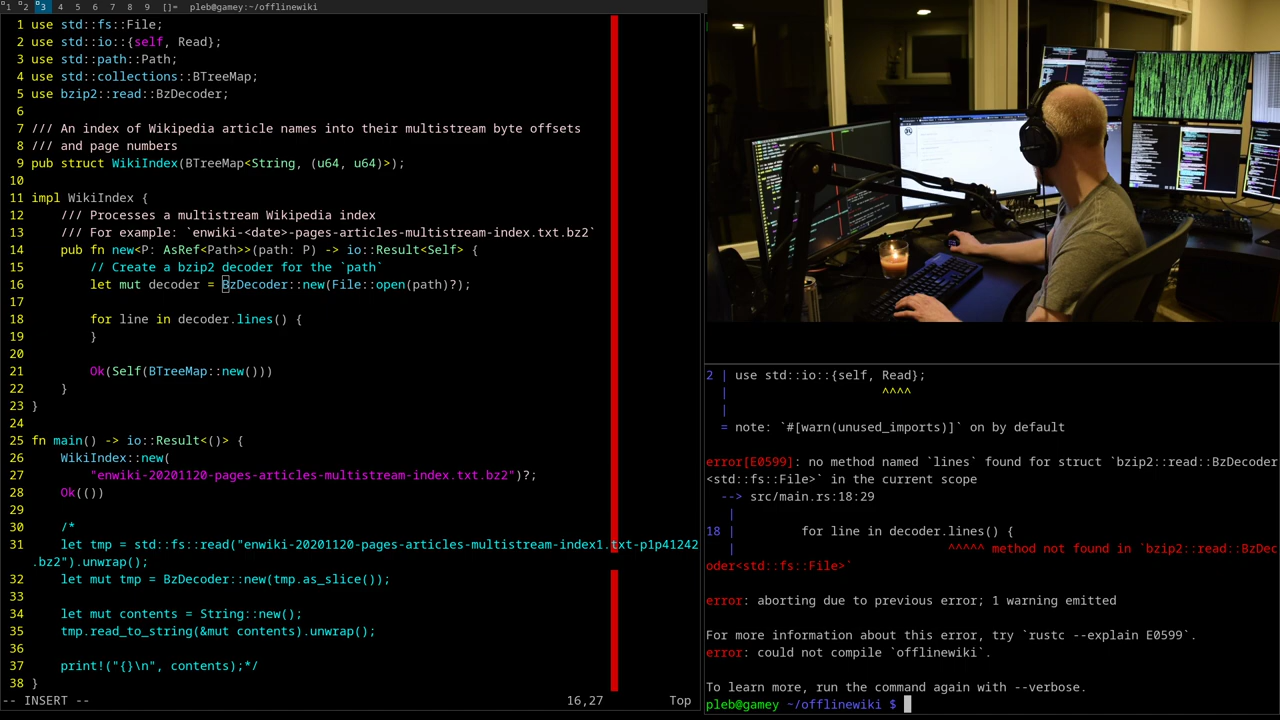 1 2 3 4 5 6 7 8 9 []= pleb@gamey:~/offlinewiki
1 use std::fs::File;
2 use std::io::{self, Read};
3 use std::path::Path;
4 use std::collections::BTreeMap;
5 use bzip2::read::BzDecoder;
6
7 /// An index of Wikipedia article names into their multistream byte offsets
8 /// and page numbers
9 pub struct WikiIndex(BTreeMap<String, (u64, u64)>);
10
11 impl WikiIndex {
12     /// Processes a multistream Wikipedia index
13     /// For example: `enwiki-<date>-pages-articles-multistream-index.txt.bz2`
14     pub fn new<P: AsRef<Path>>(path: P) -> io::Result<Self> {
15         // Create a bzip2 decoder for the `path`
16         let mut decoder = BzDecoder::new(File::open(path)?);
17
18         for line in decoder.lines() {
19         }
20
21         Ok(Self(BTreeMap::new()))
22     }
23 }
24
25 fn main() -> io::Result<()> {
26     WikiIndex::new(
27         "enwiki-20201120-pages-articles-multistream-index.txt.bz2")?;
28     Ok(())
29
30     /*
31     let tmp = std::fs::read("enwiki-20201120-pages-articles-multistream-index1.txt-p1p41242
.bz2").unwrap();
32     let mut tmp = BzDecoder::new(tmp.as_slice());
33
34     let mut contents = String::new();
35     tmp.read_to_string(&mut contents).unwrap();
36
37     print!("{}\n", contents);*/
38 }
-- INSERT -- 16,27 Top
2 | use std::io::{self, Read};
  |                     ^^^^
  |
  = note: `#[warn(unused_imports)]` on by default
error[E0599]: no method named `lines` found for struct `bzip2::read::BzDecoder
<std::fs::File>` in the current scope
  --> src/main.rs:18:29
   |
18 |         for line in decoder.lines() {
   |                             ^^^^^ method not found in `bzip2::read::BzDec
oder<std::fs::File>`
error: aborting due to previous error; 1 warning emitted
For more information about this error, try `rustc --explain E0599`.
error: could not compile `offlinewiki`.
To learn more, run the command again with --verbose.
pleb@gamey ~/offlinewiki $